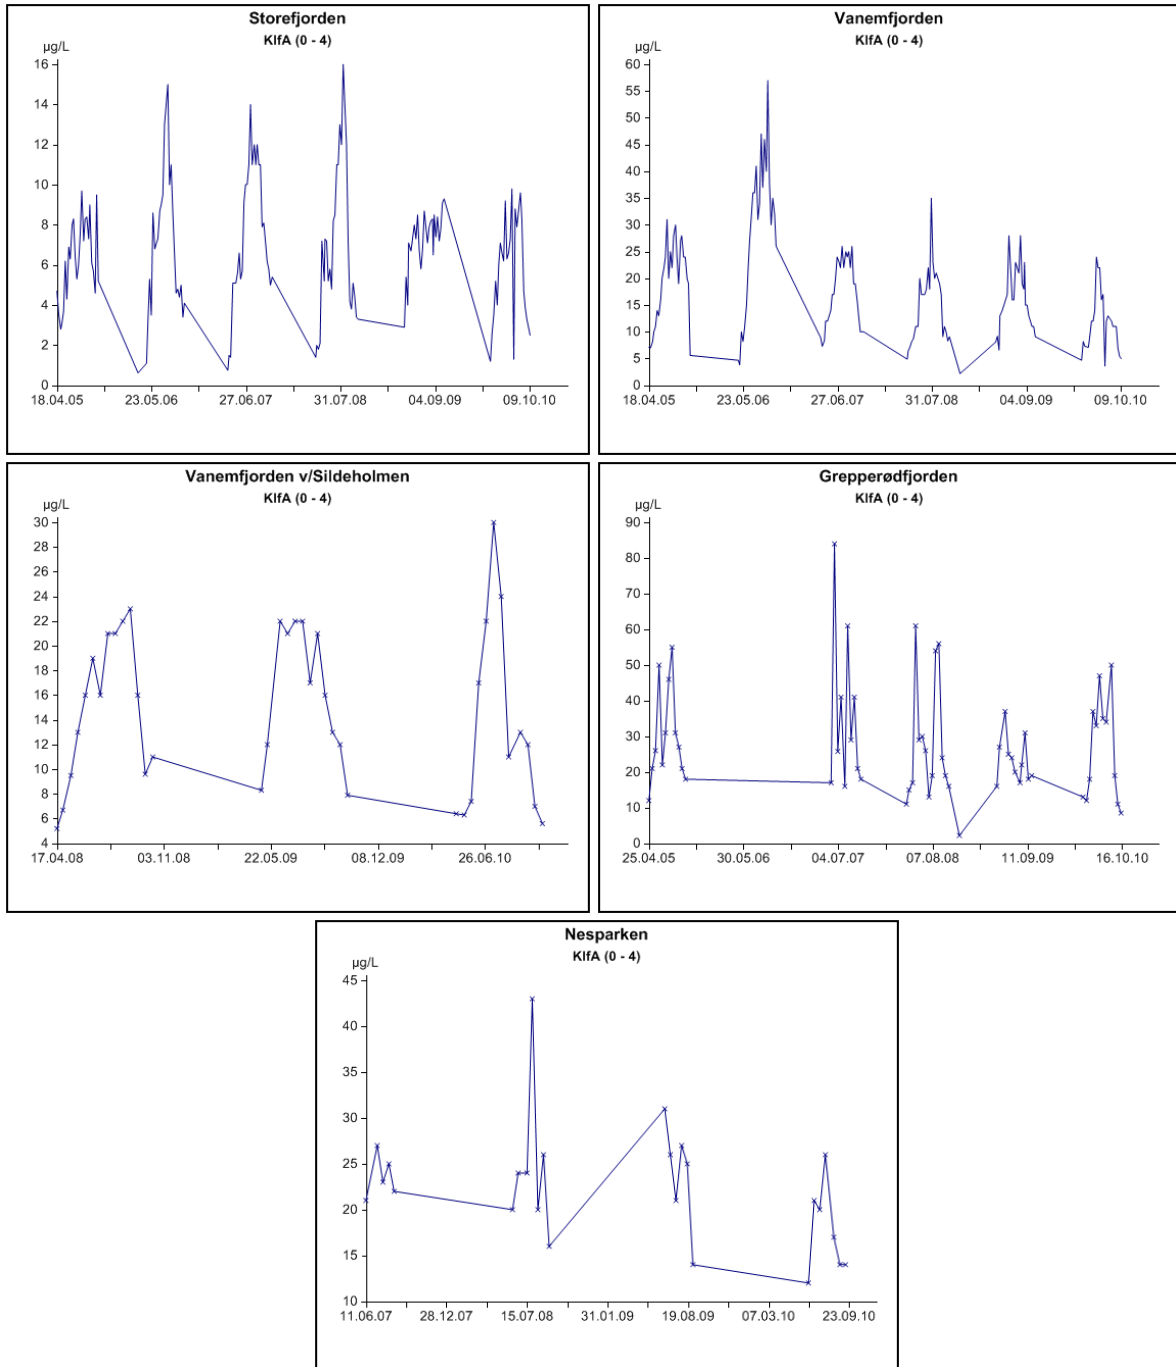 Storefjorden
KlfA (0 - 4)
µg/L
16
14
12
10
8
6
4
2
0
18.04.05 23.05.06 27.06.07 31.07.08 04.09.09 09.10.10
Vanemfjorden
KlfA (0 - 4)
µg/L
60
55
50
45
40
35
30
25
20
15
10
5
0
18.04.05 23.05.06 27.06.07 31.07.08 04.09.09 09.10.10
Vanemfjorden v/Sildeholmen
KlfA (0 - 4)
µg/L
30
28
26
24
22
20
18
16
14
12
10
8
6
4
17.04.08 03.11.08 22.05.09 08.12.09 26.06.10
Grepperødfjorden
KlfA (0 - 4)
µg/L
90
80
70
60
50
40
30
20
10
0
25.04.05 30.05.06 04.07.07 07.08.08 11.09.09 16.10.10
Nesparken
KlfA (0 - 4)
µg/L
45
40
35
30
25
20
15
10
11.06.07 28.12.07 15.07.08 31.01.09 19.08.09 07.03.10 23.09.10